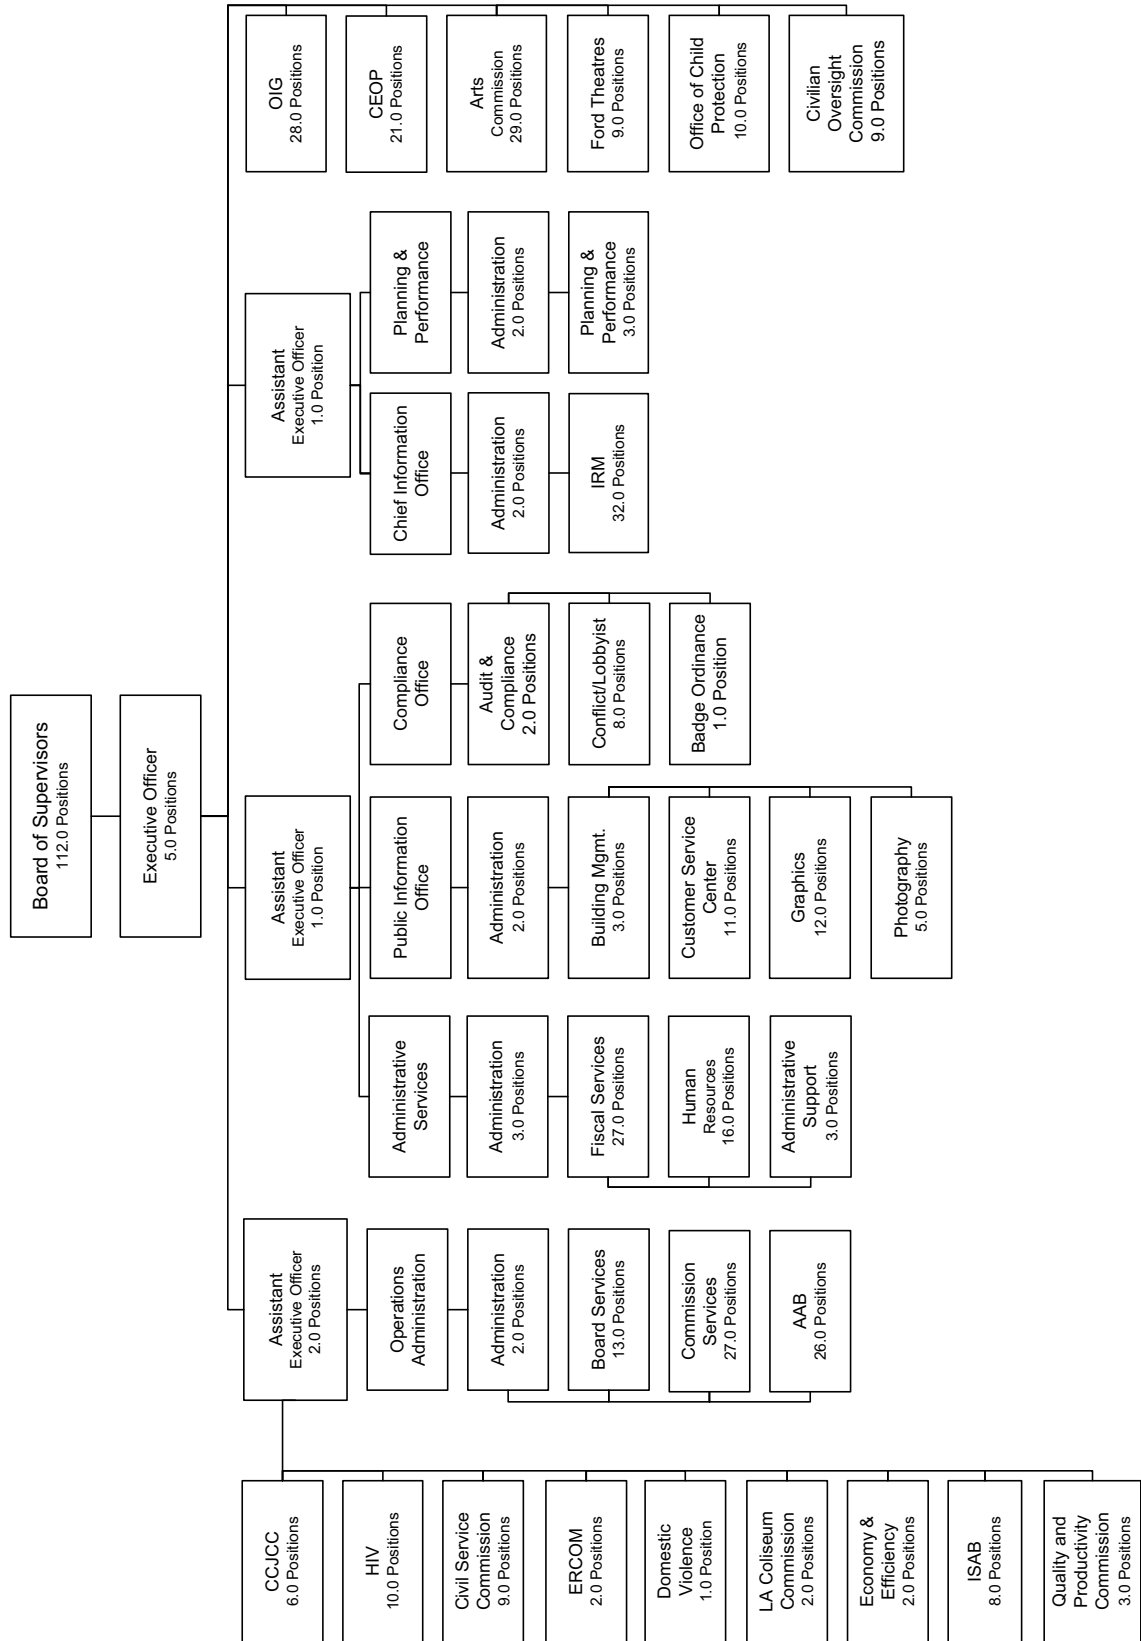 Board of Supervisors
112.0 Positions
Executive Officer
5.0 Positions
Assistant
Executive Officer
2.0 Positions
Assistant
Executive Officer
1.0 Position
Assistant
Executive Officer
1.0 Position
CCJCC
6.0 Positions
HIV
10.0 Positions
Civil Service
Commission
9.0 Positions
ERCOM
2.0 Positions
Domestic
Violence
1.0 Position
LA Coliseum
Commission
2.0 Positions
Economy &
Efficiency
2.0 Positions
ISAB
8.0 Positions
Quality and
Productivity
Commission
3.0 Positions
Operations
Administration
Administration
2.0 Positions
Board Services
13.0 Positions
Commission
Services
27.0 Positions
AAB
26.0 Positions
Administrative
Services
Administration
3.0 Positions
Fiscal Services
27.0 Positions
Human
Resources
16.0 Positions
Administrative
Support
3.0 Positions
Public Information
Office
Administration
2.0 Positions
Building Mgmt.
3.0 Positions
Customer Service
Center
11.0 Positions
Graphics
12.0 Positions
Photography
5.0 Positions
Compliance
Office
Audit &
Compliance
2.0 Positions
Conflict/Lobbyist
8.0 Positions
Badge Ordinance
1.0 Position
Chief Information
Office
Administration
2.0 Positions
IRM
32.0 Positions
Planning &
Performance
Administration
2.0 Positions
Planning &
Performance
3.0 Positions
OIG
28.0 Positions
CEOP
21.0 Positions
Arts
Commission
29.0 Positions
Ford Theatres
9.0 Positions
Office of Child
Protection
10.0 Positions
Civilian
Oversight
Commission
9.0 Positions